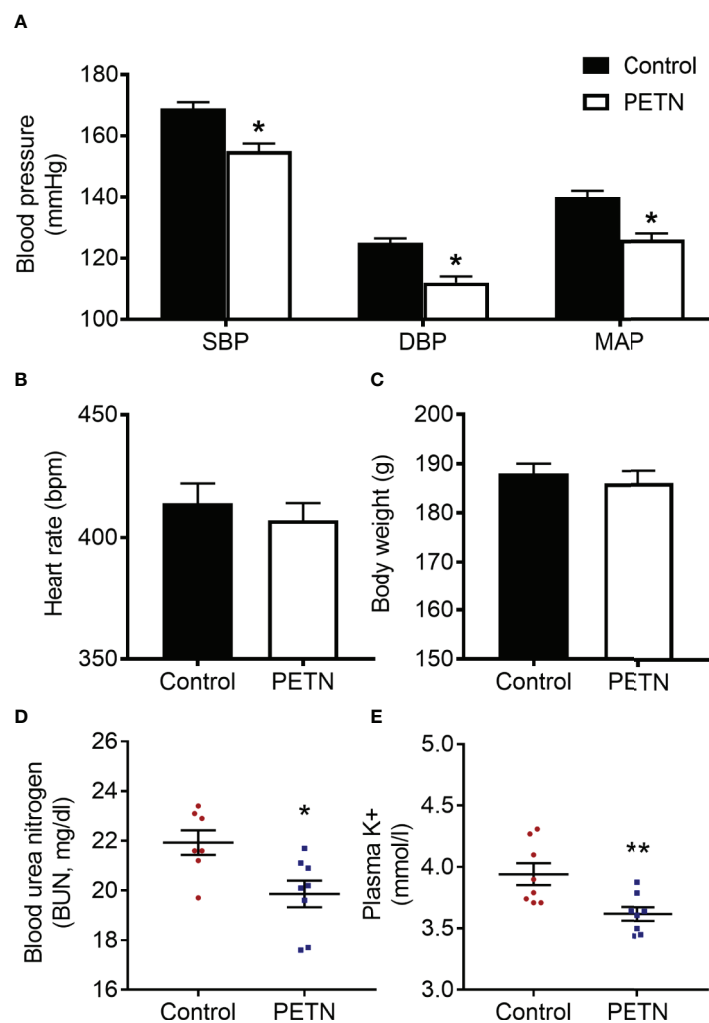 A
Blood pressure
(mmHg)
180
160
140
120
100
Control
PETN
*
*
*
SBP
DBP
MAP
B
Heart rate (bpm)
450
400
350
Control
PETN
C
Body weight (g)
200
190
180
190
160
150
Control
PETN
D
Blood urea nitrogen
(BUN, mg/dl)
26
24
22
20
18
16
*
Control
PETN
E
Plasma K+
(mmol/l)
5.0
4.5
4.0
3.5
3.0
**
Control
PETN